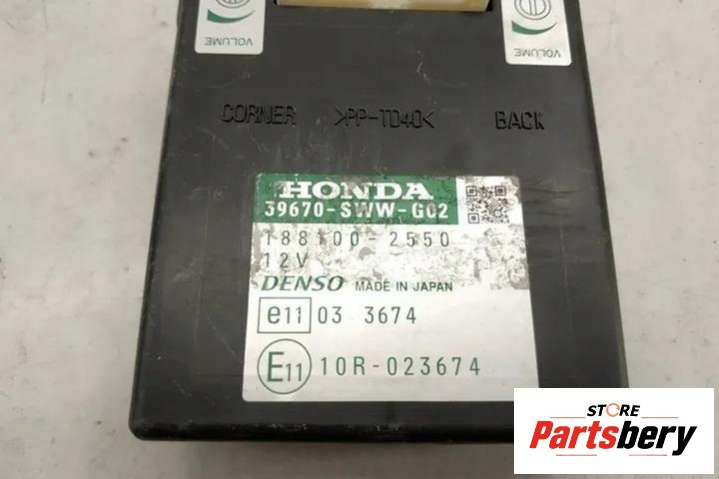 VOLUME
VOLUME
CORNER >PP-TD40< BACK
HONDA
39670-SWW-G02
188100-2550
12V
DENSO MADE IN JAPAN
e11 03 3674
E11 10R-023674
STORE
Partsbery